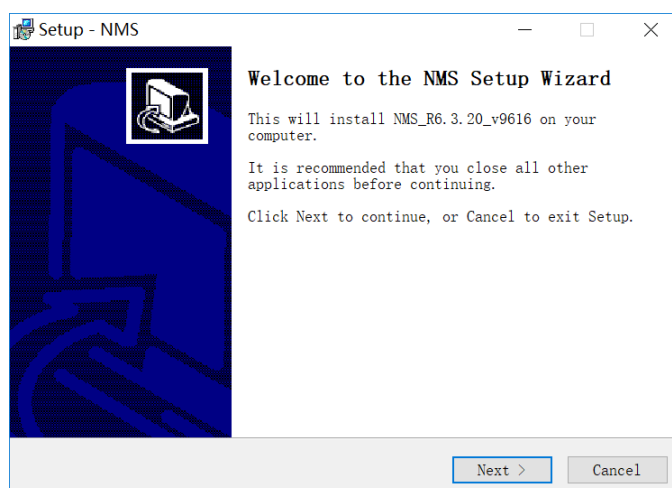 Setup - NMS
Welcome to the NMS Setup Wizard
This will install NMS_R6.3.20_v9616 on your
computer.
It is recommended that you close all other
applications before continuing.
Click Next to continue, or Cancel to exit Setup.
Next >
Cancel